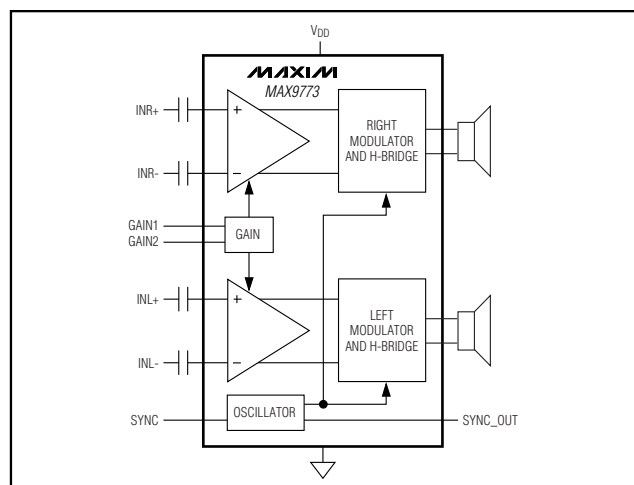 VDD
MAXIM
MAX9773
INR+
+
RIGHT
MODULATOR
AND H-BRIDGE
INR-
−
GAIN1
GAIN2
GAIN
INL+
+
LEFT
MODULATOR
AND H-BRIDGE
INL-
−
SYNC
OSCILLATOR
SYNC_OUT